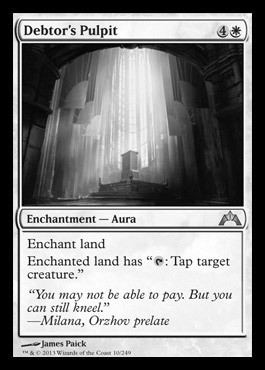 Debtor's Pulpit 4
Enchantment — Aura
Enchant land
Enchanted land has “: Tap target
creature.”
“You may not be able to pay. But you
can still kneel.”
—Milana, Orzhov prelate
James Paick
™ & © 2013 Wizards of the Coast 10/249